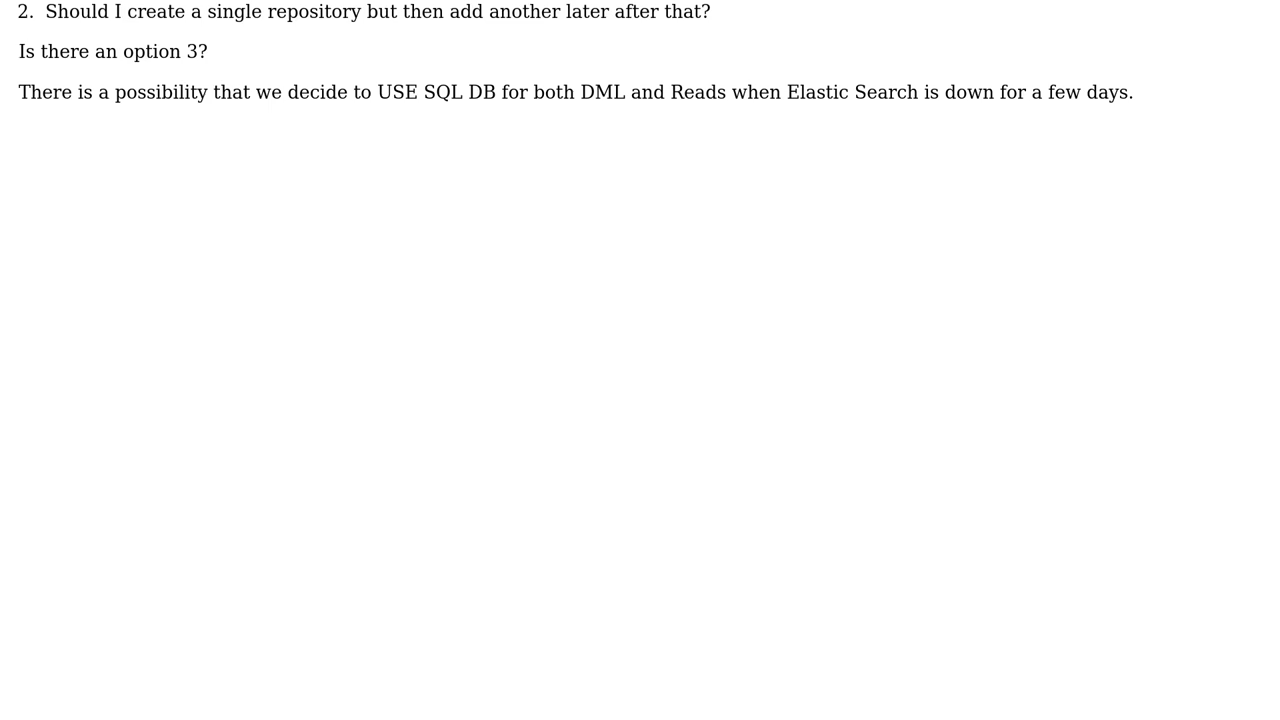 2. Should I create a single repository but then add another later after that?
Is there an option 3?
There is a possibility that we decide to USE SQL DB for both DML and Reads when Elastic Search is down for a few days.